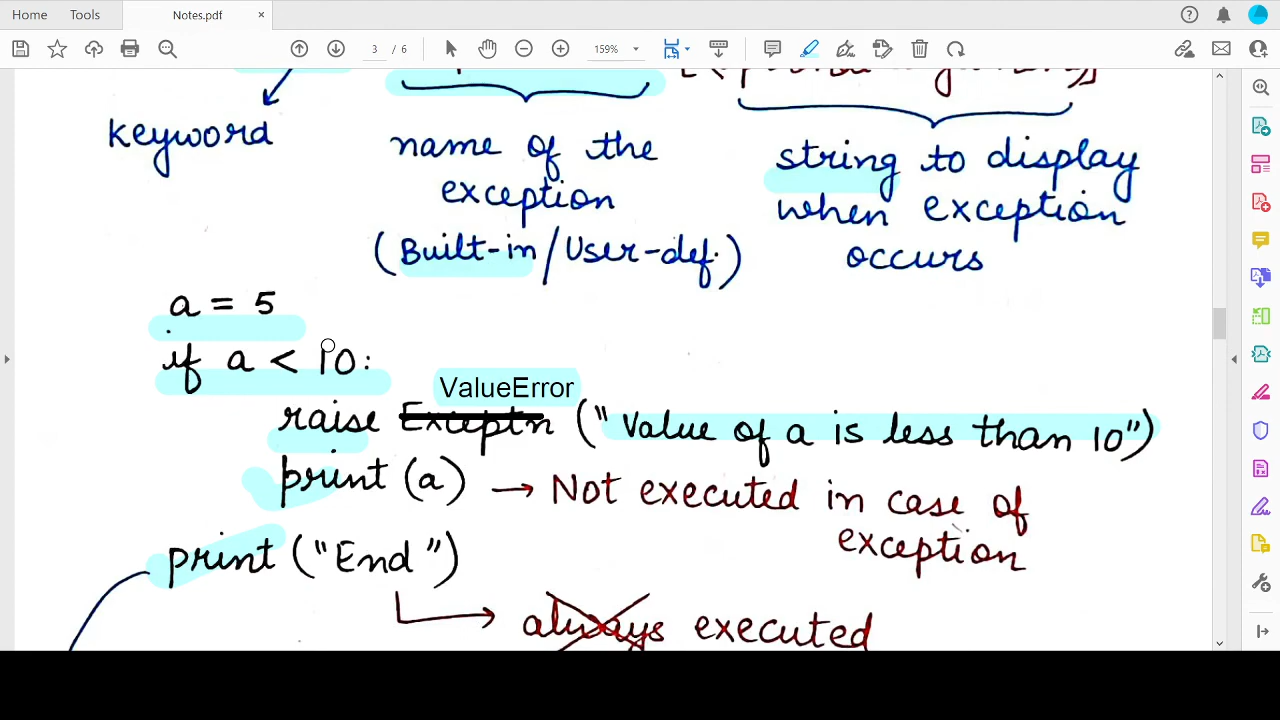 Home Tools Notes.pdf ×
3 / 6 159%
keyword
name of the
exception
(Built-in/User-def.)
string to display
when exception
occurs
a = 5
if a < 10:
ValueError
raise Exceptn ("Value of a is less than 10")
print (a) → Not executed in case of
exception
print ("End")
always executed